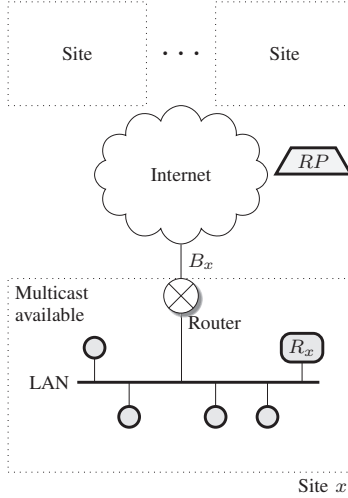 Site
· · ·
Site
Internet
RP
B_x
Multicast
available
Router
R_x
LAN
Site x